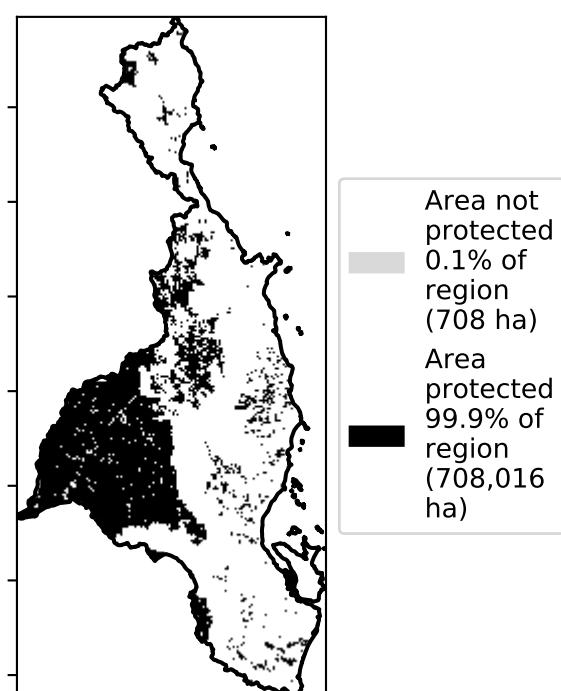 Area not
protected
0.1% of
region
(708 ha)
Area
protected
99.9% of
region
(708,016
ha)